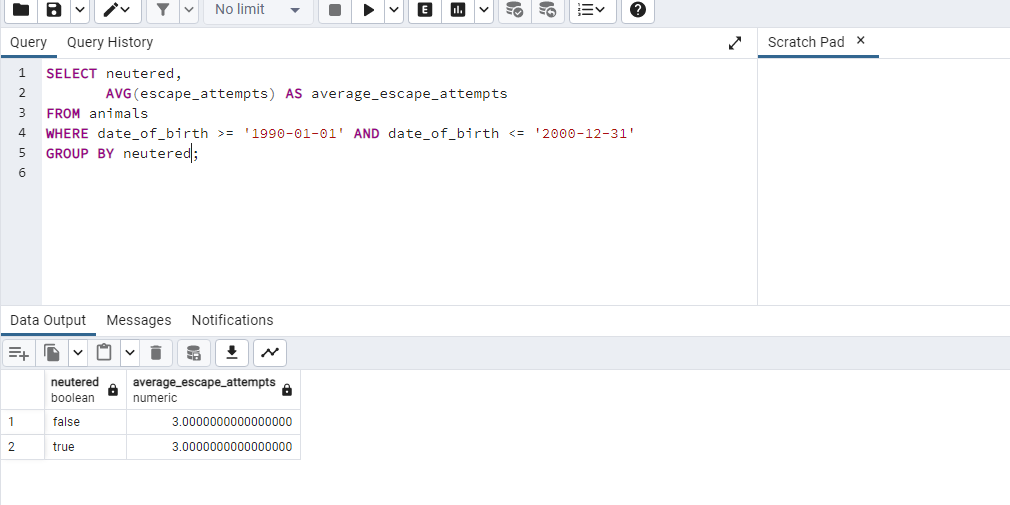 No limit
E
Query Query History
Scratch Pad ×
1 SELECT neutered,
2 AVG(escape_attempts) AS average_escape_attempts
3 FROM animals
4 WHERE date_of_birth >= '1990-01-01' AND date_of_birth <= '2000-12-31'
5 GROUP BY neutered;
6
Data Output Messages Notifications
neutered average_escape_attempts
boolean numeric
1 false 3.0000000000000000
2 true 3.0000000000000000